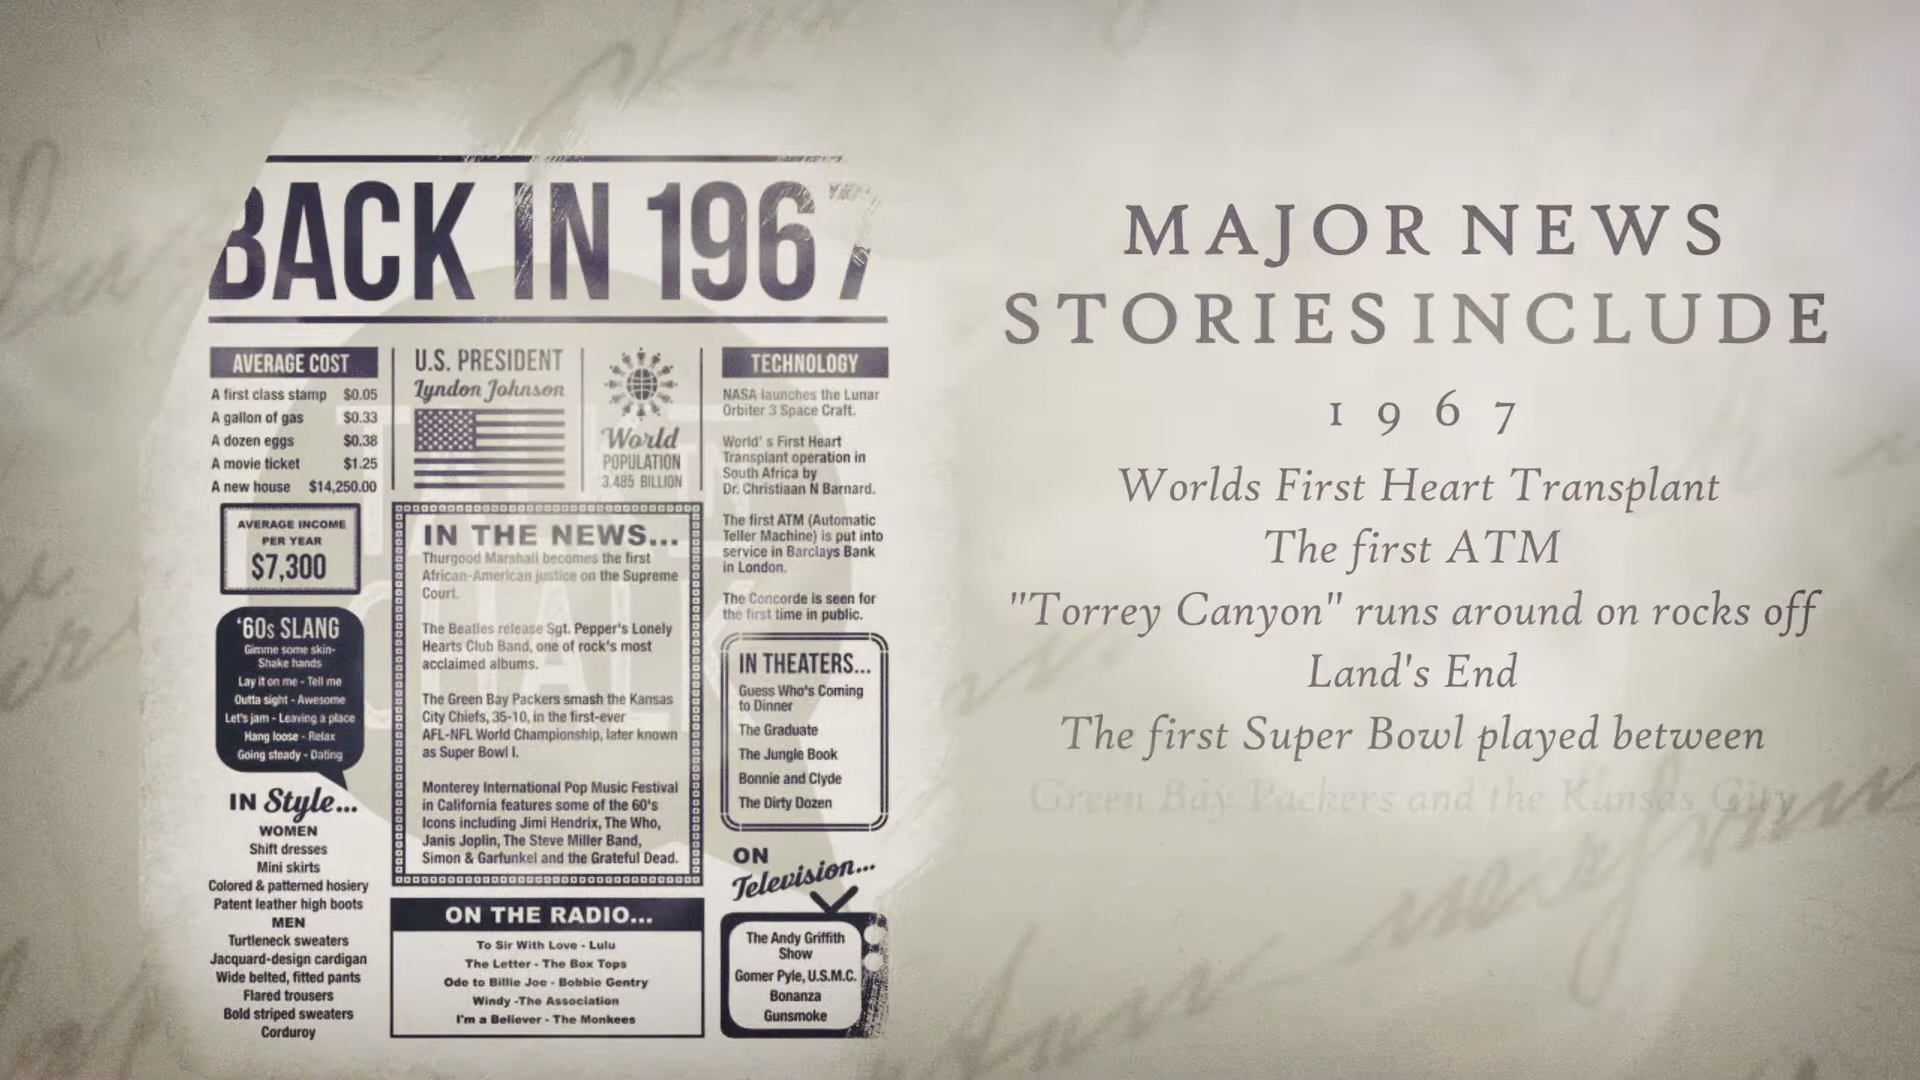 BACK IN 1967
AVERAGE COST
A first class stamp $0.05
A gallon of gas $0.33
A dozen eggs $0.38
A movie ticket $1.25
A new house $14,250.00
AVERAGE INCOME
PER YEAR
$7,300
'60s SLANG
Gimme some skin-
Shake hands
Lay it on me - Tell me
Outta sight - Awesome
Let's jam - Leaving a place
Hang loose - Relax
Going steady - Dating
IN Style...
WOMEN
Shift dresses
Mini skirts
Colored & patterned hosiery
Patent leather high boots
MEN
Turtleneck sweaters
Jacquard-design cardigan
Wide belted, fitted pants
Flared trousers
Bold striped sweaters
Corduroy
U.S. PRESIDENT
Lyndon Johnson
World
POPULATION
3.485 BILLION
IN THE NEWS...
Thurgood Marshall becomes the first
African-American justice on the Supreme
Court.
The Beatles release Sgt. Pepper's Lonely
Hearts Club Band, one of rock's most
acclaimed albums.
The Green Bay Packers smash the Kansas
City Chiefs, 35-10, in the first-ever
AFL-NFL World Championship, later known
as Super Bowl I.
Monterey International Pop Music Festival
in California features some of the 60's
Icons including Jimi Hendrix, The Who,
Janis Joplin, The Steve Miller Band,
Simon & Garfunkel and the Grateful Dead.
ON THE RADIO...
To Sir With Love - Lulu
The Letter - The Box Tops
Ode to Billie Joe - Bobbie Gentry
Windy -The Association
I'm a Believer - The Monkees
TECHNOLOGY
NASA launches the Lunar
Orbiter 3 Space Craft.
World' s First Heart
Transplant operation in
South Africa by
Dr. Christiaan N Barnard.
The first ATM (Automatic
Teller Machine) is put into
service in Barclays Bank
in London.
The Concorde is seen for
the first time in public.
IN THEATERS...
Guess Who's Coming
to Dinner
The Graduate
The Jungle Book
Bonnie and Clyde
The Dirty Dozen
ON
Television...
The Andy Griffith
Show
Gomer Pyle, U.S.M.C.
Bonanza
Gunsmoke
MAJOR NEWS
STORIES INCLUDE
1967
Worlds First Heart Transplant
The first ATM
"Torrey Canyon" runs around on rocks off
Land's End
The first Super Bowl played between
Green Bay Packers and the Kansas City